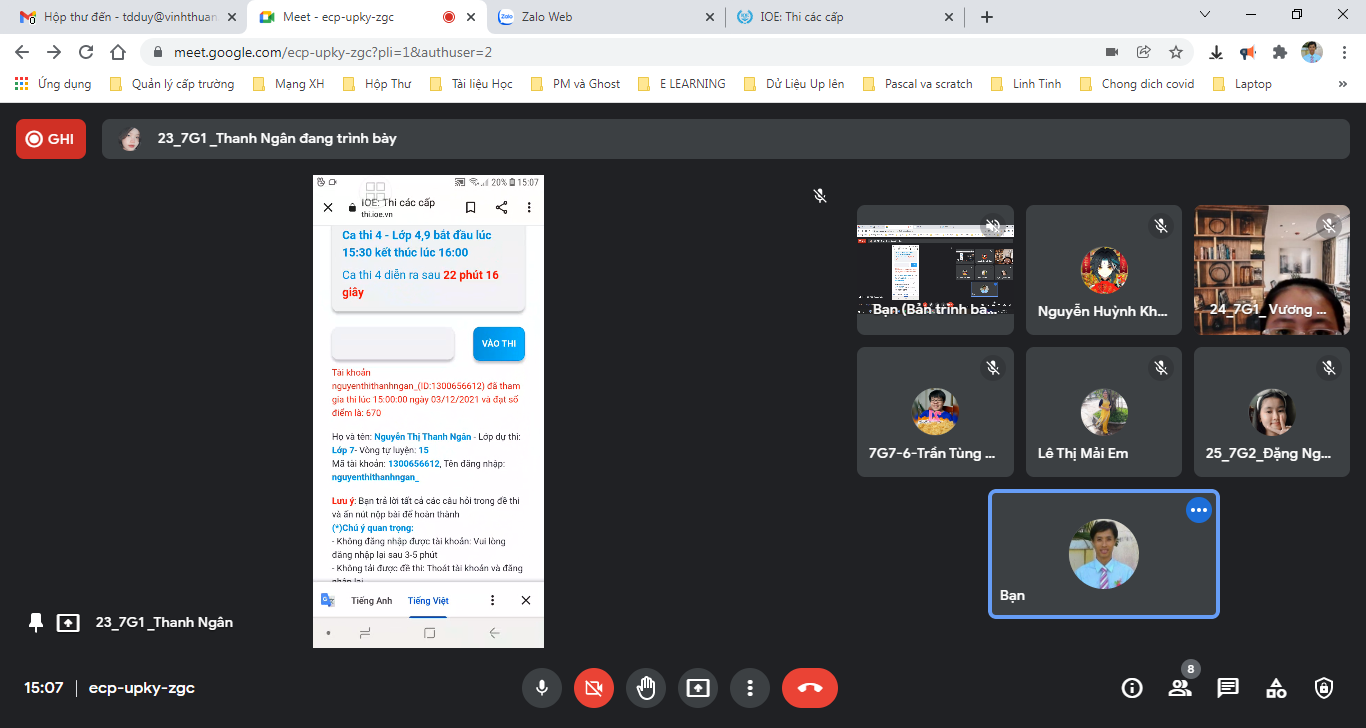 Hộp thư đến - tdduy@vinhthuan
Meet - ecp-upky-zgc
Zalo Web
IOE: Thi các cấp
meet.google.com/ecp-upky-zgc?pli=1&authuser=2
Ứng dụng
Quản lý cấp trường
Mạng XH
Hộp Thư
Tài liệu Học
PM và Ghost
E LEARNING
Dử Liệu Up lên
Pascal va scratch
Linh Tinh
Chong dich covid
Laptop
GHI
23_7G1 _Thanh Ngân đang trình bày
20% 15:07
IOE: Thi các cấp
thi.ioe.vn
Ca thi 4 - Lớp 4,9 bắt đầu lúc
15:30 kết thúc lúc 16:00
Ca thi 4 diễn ra sau 22 phút 16
giây
VÀO THI
Tài khoản
nguyenthithanhngan_(ID:1300656612) đã tham
gia thi lúc 15:00:00 ngày 03/12/2021 và đạt số
điểm là: 670
Họ và tên: Nguyễn Thị Thanh Ngân - Lớp dự thi:
Lớp 7- Vòng tự luyện: 15
Mã tài khoản: 1300656612, Tên đăng nhập:
nguyenthithanhngan_
Lưu ý: Bạn trả lời tất cả các câu hỏi trong đề thi
và ấn nút nộp bài để hoàn thành
(*)Chú ý quan trọng:
- Không đăng nhập được tài khoản: Vui lòng
đăng nhập lại sau 3-5 phút
- Không tải được đề thi: Thoát tài khoản và đăng
nhập lại
Tiếng Anh
Tiếng Việt
23_7G1 _Thanh Ngân
Bạn (Bản trình bà...
Nguyễn Huỳnh Kh...
24_7G1_ Vương ...
7G7-6-Trần Tùng ...
Lê Thị Mải Em
25_7G2_Đặng Ng...
Bạn
15:07 | ecp-upky-zgc
8